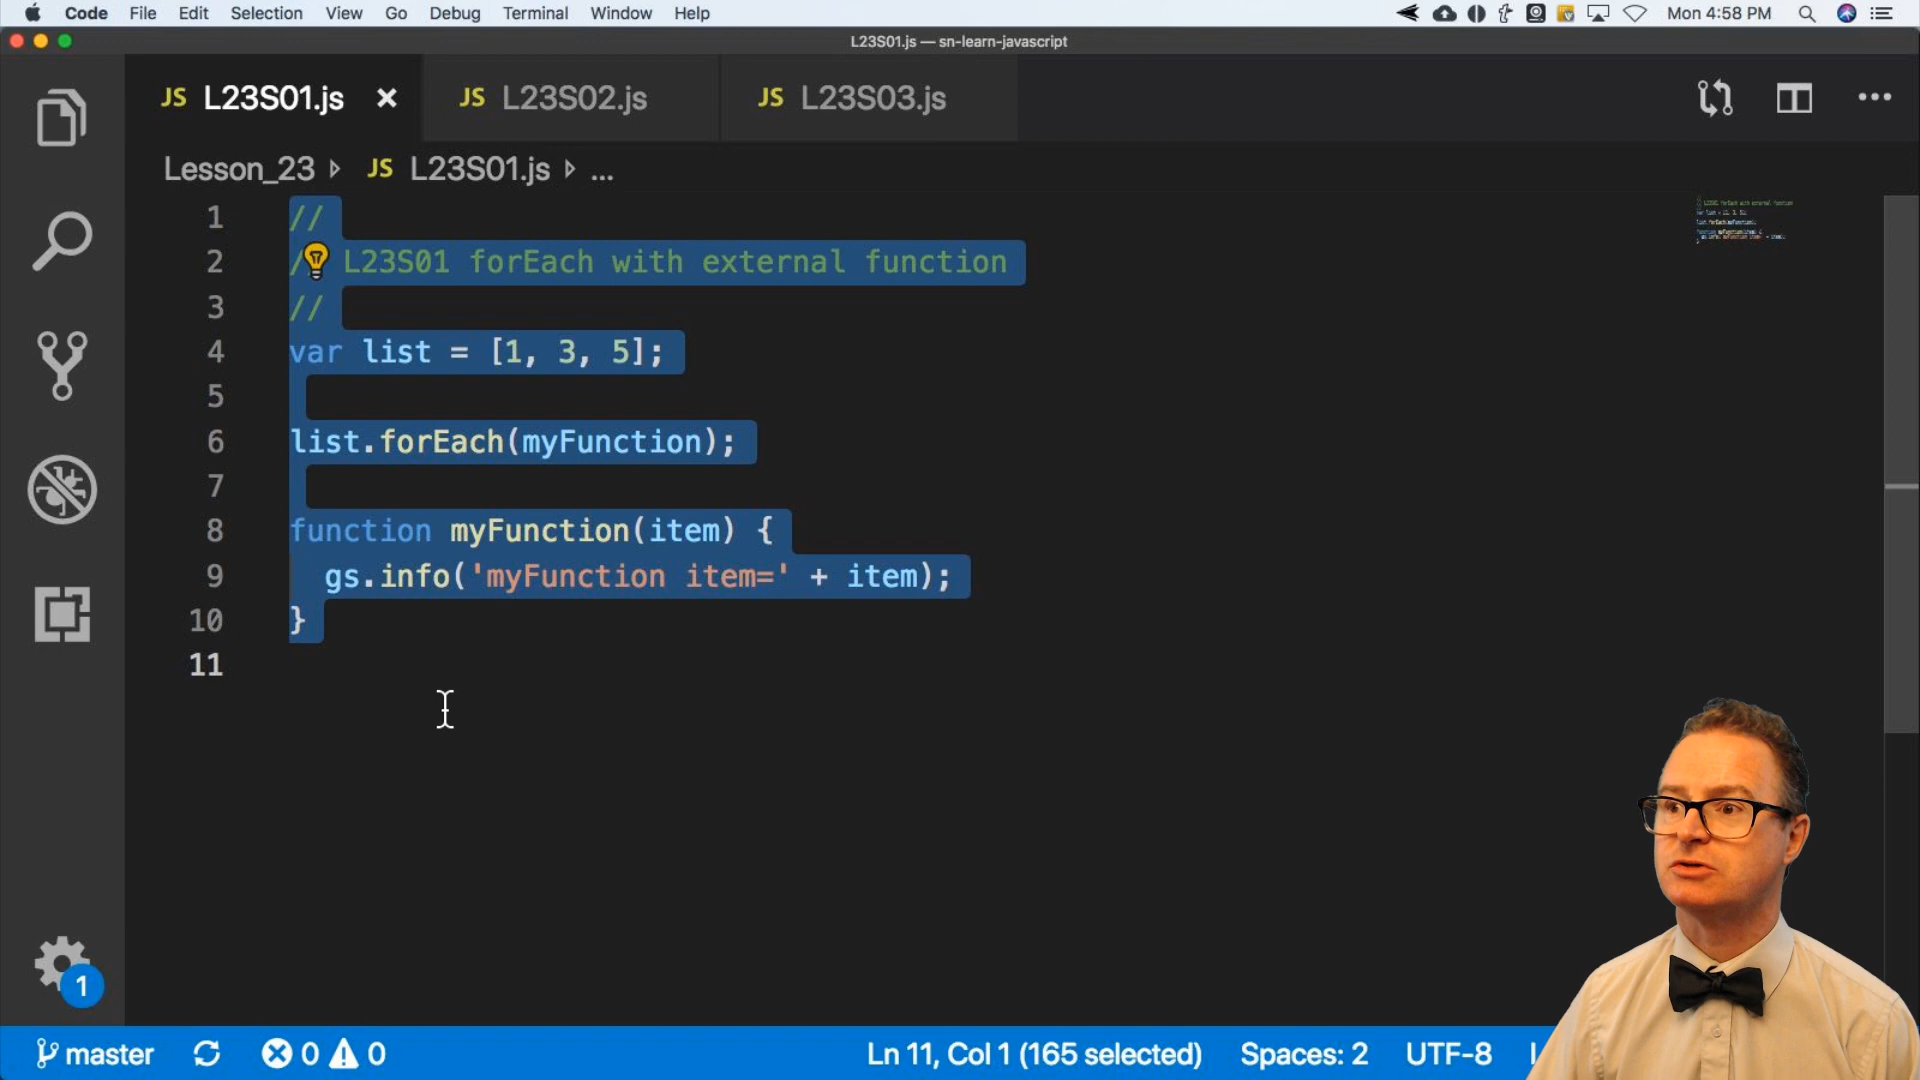 Code File Edit Selection View Go Debug Terminal Window Help Mon 4:58 PM
L23S01.js — sn-learn-javascript
JS L23S01.js JS L23S02.js JS L23S03.js
Lesson_23 JS L23S01.js ...
1 //
2 / L23S01 forEach with external function
3 //
4 var list = [1, 3, 5];
5
6 list.forEach(myFunction);
7
8 function myFunction(item) {
9 gs.info('myFunction item=' + item);
10 }
11
1
master 0 0 Ln 11, Col 1 (165 selected) Spaces: 2 UTF-8